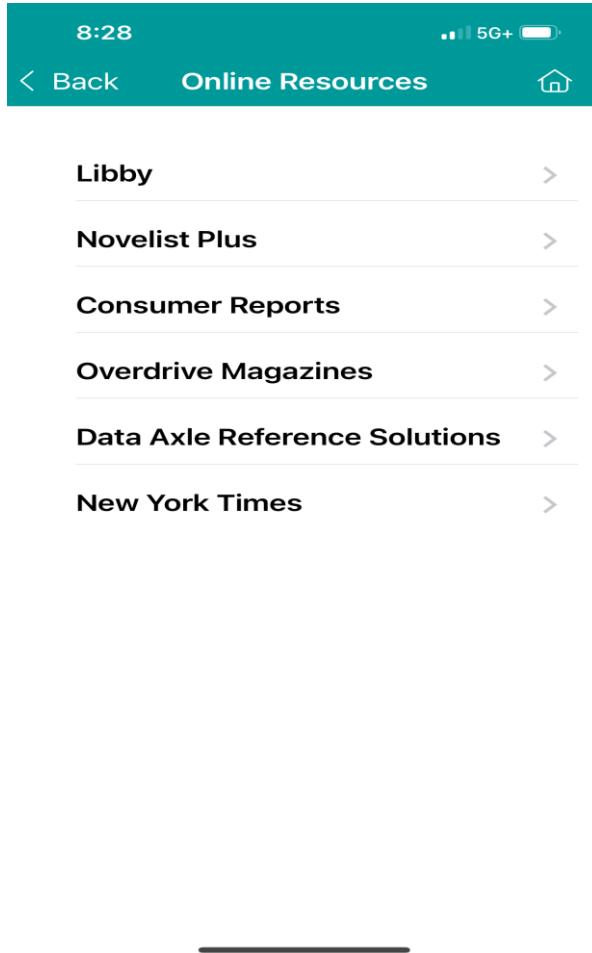 8:28 5G+
Back Online Resources
Libby
Novelist Plus
Consumer Reports
Overdrive Magazines
Data Axle Reference Solutions
New York Times